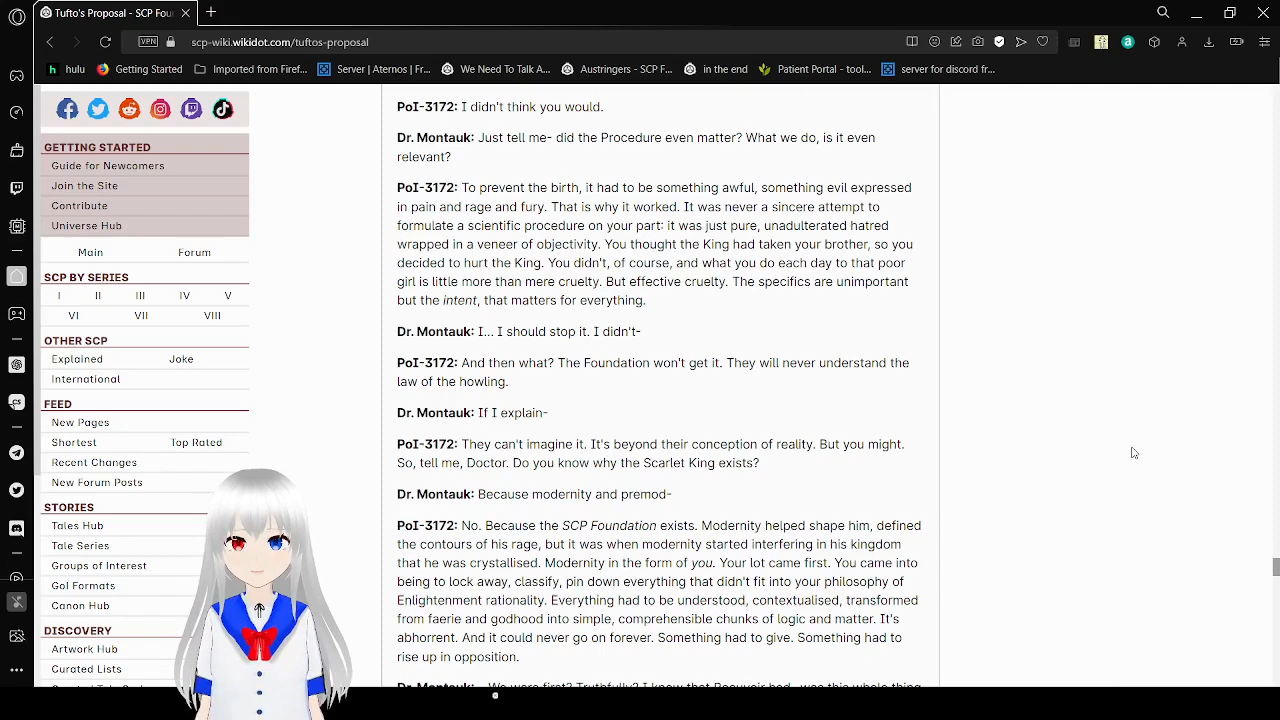 Tufto's Proposal - SCP Foun
VPN scp-wiki.wikidot.com/tuftos-proposal
hulu Getting Started Imported from Firef... Server | Aternos | Fr... We Need To Talk A... Austringers - SCP F... in the end Patient Portal - tool... server for discord fr...
GETTING STARTED
Guide for Newcomers
Join the Site
Contribute
Universe Hub
Main Forum
SCP BY SERIES
I II III IV V
VI VII VIII
OTHER SCP
Explained Joke
International
FEED
New Pages
Shortest Top Rated
Recent Changes
New Forum Posts
STORIES
Tales Hub
Tale Series
Groups of Interest
GoI Formats
Canon Hub
DISCOVERY
Artwork Hub
Curated Lists
PoI-3172: I didn't think you would.
Dr. Montauk: Just tell me- did the Procedure even matter? What we do, is it even
relevant?
PoI-3172: To prevent the birth, it had to be something awful, something evil expressed
in pain and rage and fury. That is why it worked. It was never a sincere attempt to
formulate a scientific procedure on your part: it was just pure, unadulterated hatred
wrapped in a veneer of objectivity. You thought the King had taken your brother, so you
decided to hurt the King. You didn't, of course, and what you do each day to that poor
girl is little more than mere cruelty. But effective cruelty. The specifics are unimportant
but the intent, that matters for everything.
Dr. Montauk: I... I should stop it. I didn't-
PoI-3172: And then what? The Foundation won't get it. They will never understand the
law of the howling.
Dr. Montauk: If I explain-
PoI-3172: They can't imagine it. It's beyond their conception of reality. But you might.
So, tell me, Doctor. Do you know why the Scarlet King exists?
Dr. Montauk: Because modernity and premod-
PoI-3172: No. Because the SCP Foundation exists. Modernity helped shape him, defined
the contours of his rage, but it was when modernity started interfering in his kingdom
that he was crystallised. Modernity in the form of you. Your lot came first. You came into
being to lock away, classify, pin down everything that didn't fit into your philosophy of
Enlightenment rationality. Everything had to be understood, contextualised, transformed
from faerie and godhood into simple, comprehensible chunks of logic and matter. It's
abhorrent. And it could never go on forever. Something had to give. Something had to
rise up in opposition.